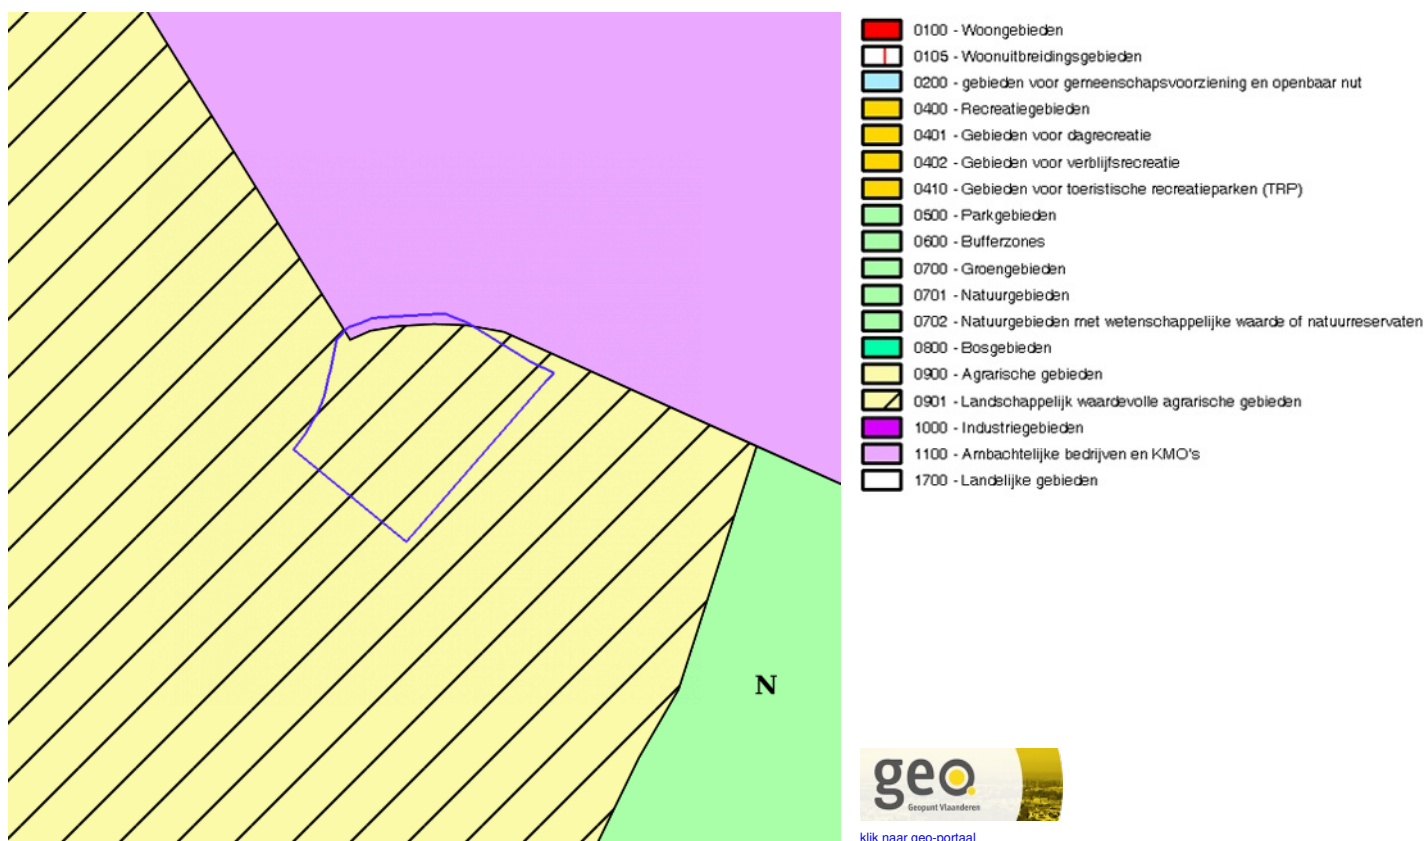 0100 - Woongebieden
0105 - Woonuitbreidingsgebieden
0200 - gebieden voor gemeenschapsvoorziening en openbaar nut
0400 - Recreatiegebieden
0401 - Gebieden voor dagrecreatie
0402 - Gebieden voor verblijfsrecreatie
0410 - Gebieden voor toeristische recreatieparken (TRP)
0500 - Parkgebieden
0600 - Bufferzones
0700 - Groengebieden
0701 - Natuurgebieden
0702 - Natuurgebieden met wetenschappelijke waarde of natuurreservaten
0800 - Bosgebieden
0900 - Agrarische gebieden
0901 - Landschappelijk waardevolle agrarische gebieden
1000 - Industriegebieden
1100 - Ambachtelijke bedrijven en KMO's
1700 - Landelijke gebieden
N
geo.
Geopunt Vlaanderen
klik naar geo-portaal